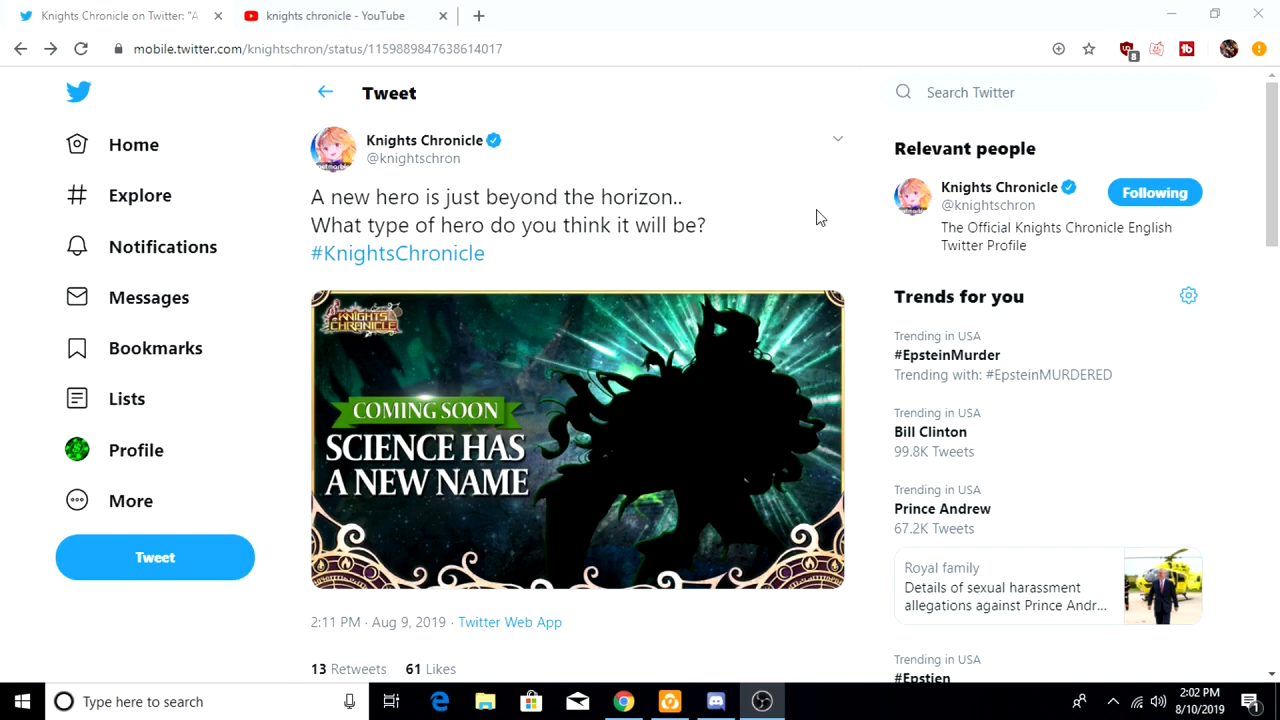 Knights Chronicle on Twitter: "A
knights chronicle - YouTube
mobile.twitter.com/knightschron/status/1159889847638614017
8
Home
Explore
Notifications
Messages
Bookmarks
Lists
Profile
More
Tweet
Tweet
Knights Chronicle
@knightschron
A new hero is just beyond the horizon..
What type of hero do you think it will be?
#KnightsChronicle
KNIGHTS
CHRONICLE
COMING SOON
SCIENCE HAS
A NEW NAME
2:11 PM · Aug 9, 2019 · Twitter Web App
13 Retweets 61 Likes
Search Twitter
Relevant people
Knights Chronicle
@knightschron
Following
The Official Knights Chronicle English
Twitter Profile
Trends for you
Trending in USA
#EpsteinMurder
Trending with: #EpsteinMURDERED
Trending in USA
Bill Clinton
99.8K Tweets
Trending in USA
Prince Andrew
67.2K Tweets
Royal family
Details of sexual harassment
allegations against Prince Andr...
Trending in USA
#Epstien
Type here to search
2:02 PM
8/10/2019
1